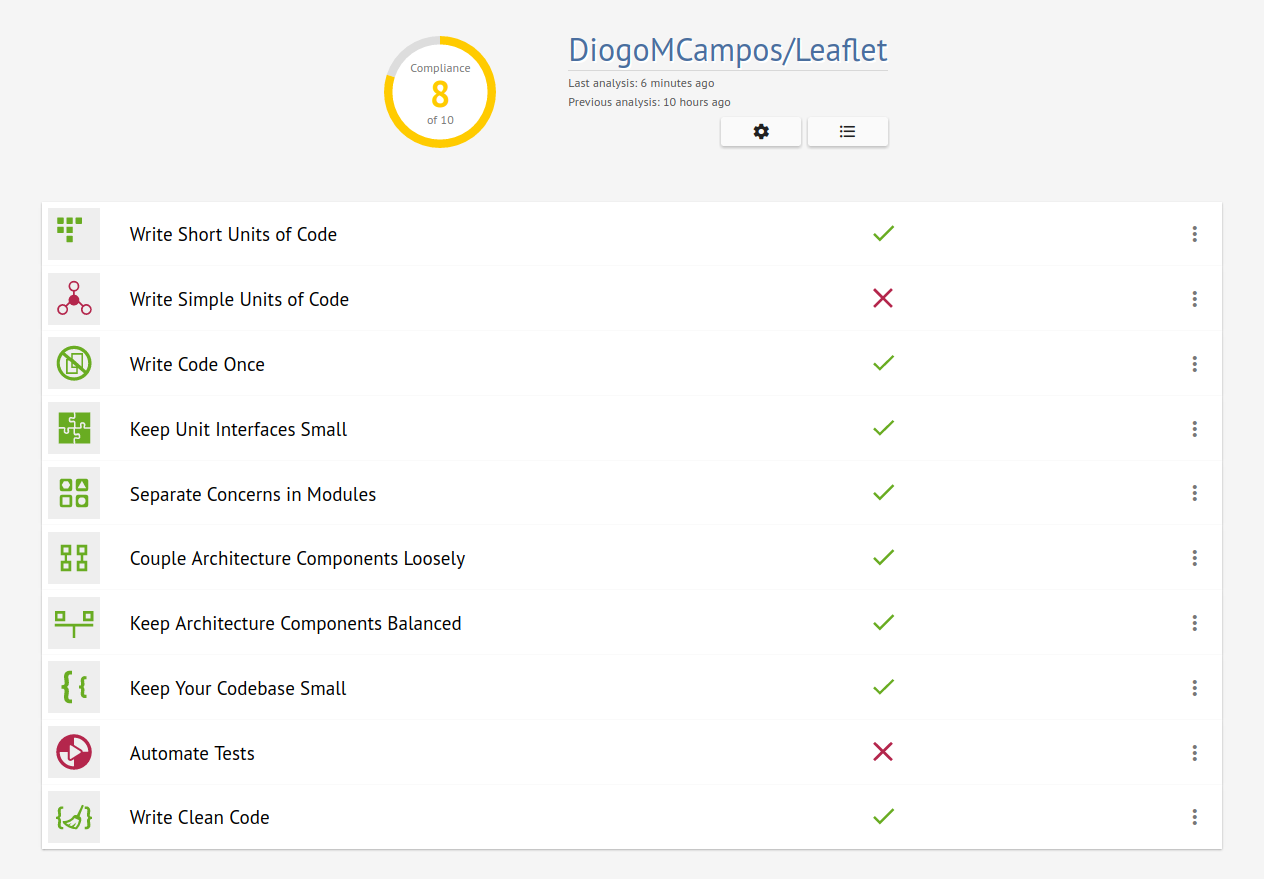 Compliance
8
of 10
DiogoMCampos/Leaflet
Last analysis: 6 minutes ago
Previous analysis: 10 hours ago
Write Short Units of Code
Write Simple Units of Code
Write Code Once
Keep Unit Interfaces Small
Separate Concerns in Modules
Couple Architecture Components Loosely
Keep Architecture Components Balanced
Keep Your Codebase Small
Automate Tests
Write Clean Code